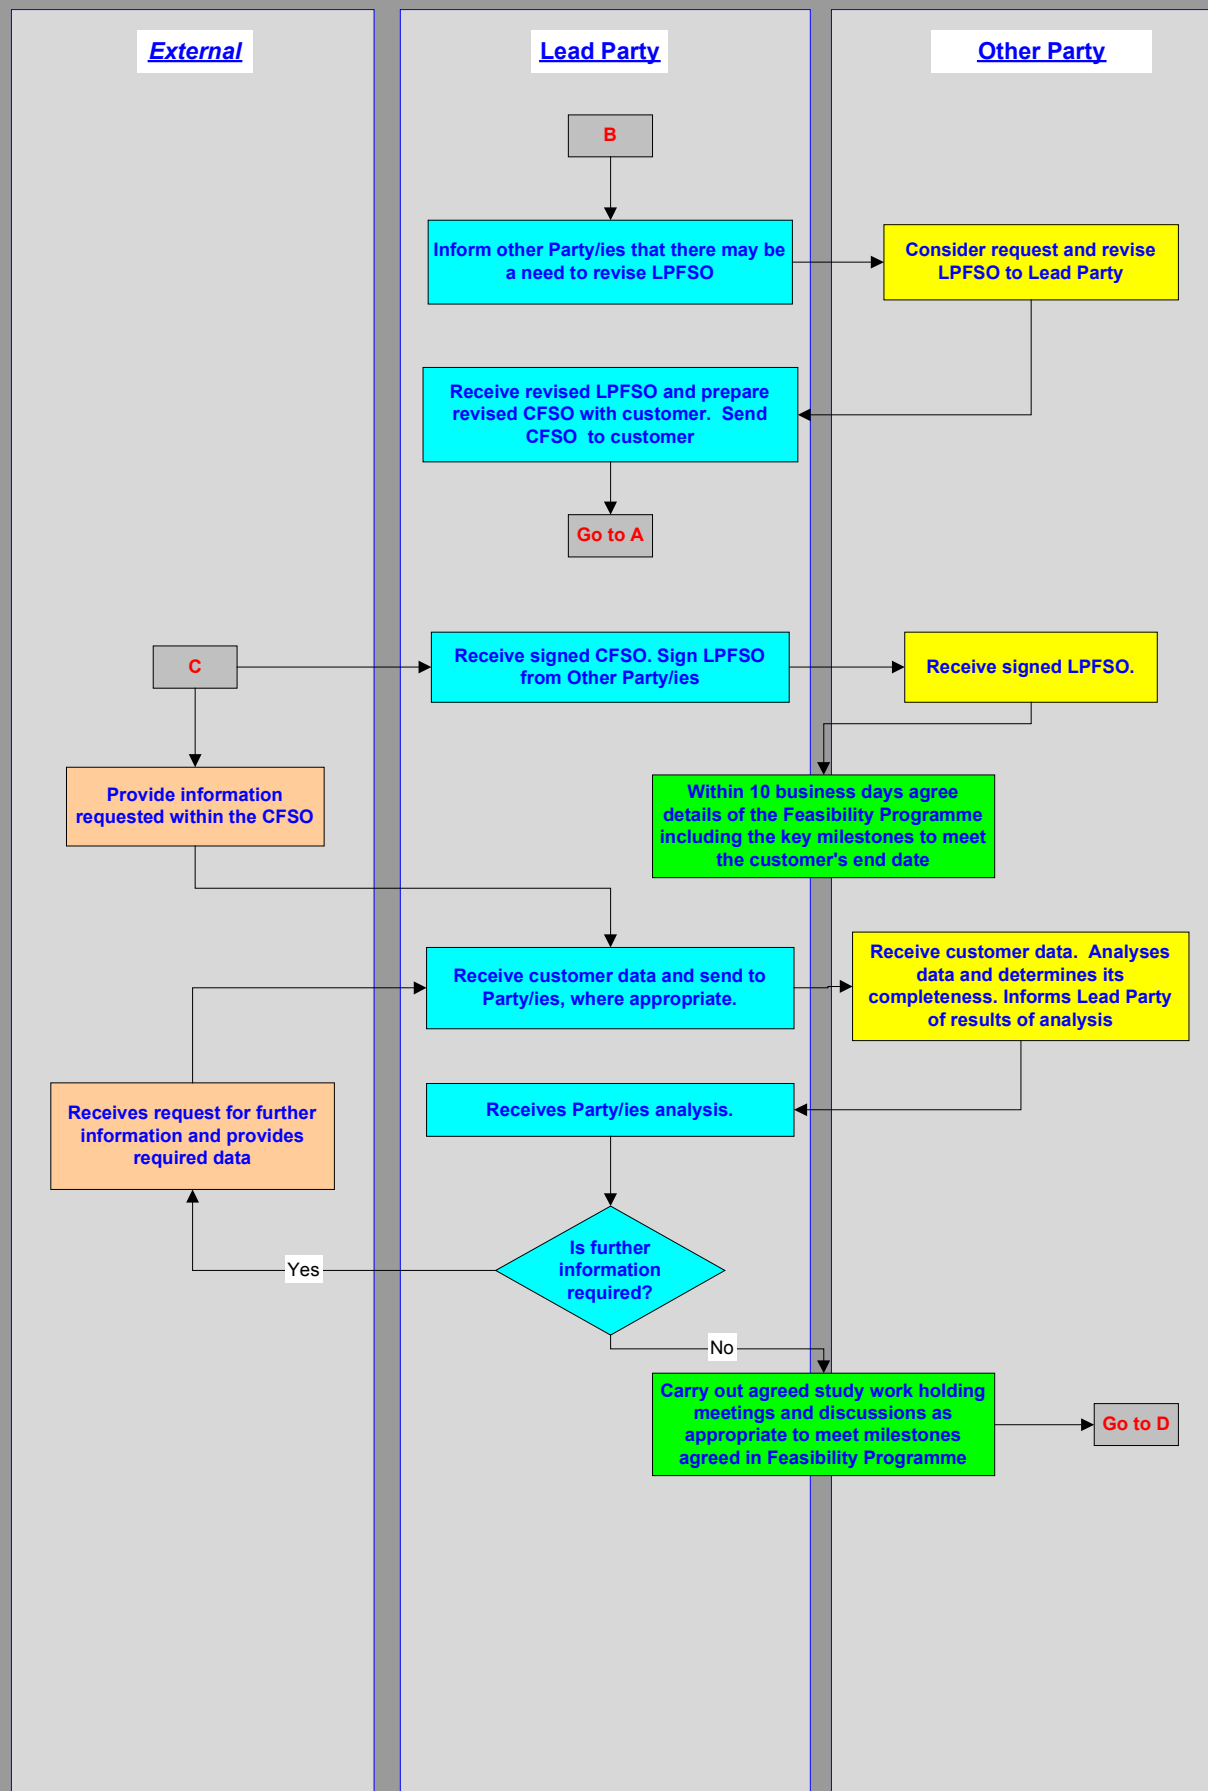 External
Lead Party
Other Party
B
Inform other Party/ies that there may be
a need to revise LPFSO
Consider request and revise
LPFSO to Lead Party
Receive revised LPFSO and prepare
revised CFSO with customer.  Send
CFSO  to customer
Go to A
C
Receive signed CFSO. Sign LPFSO
from Other Party/ies
Receive signed LPFSO.
Provide information
requested within the CFSO
Within 10 business days agree
details of the Feasibility Programme
including the key milestones to meet
the customer's end date
Receive customer data and send to
Party/ies, where appropriate.
Receive customer data.  Analyses
data and determines its
completeness. Informs Lead Party
of results of analysis
Receives request for further
information and provides
required data
Receives Party/ies analysis.
Is further
information
required?
Yes
No
Carry out agreed study work holding
meetings and discussions as
appropriate to meet milestones
agreed in Feasibility Programme
Go to D